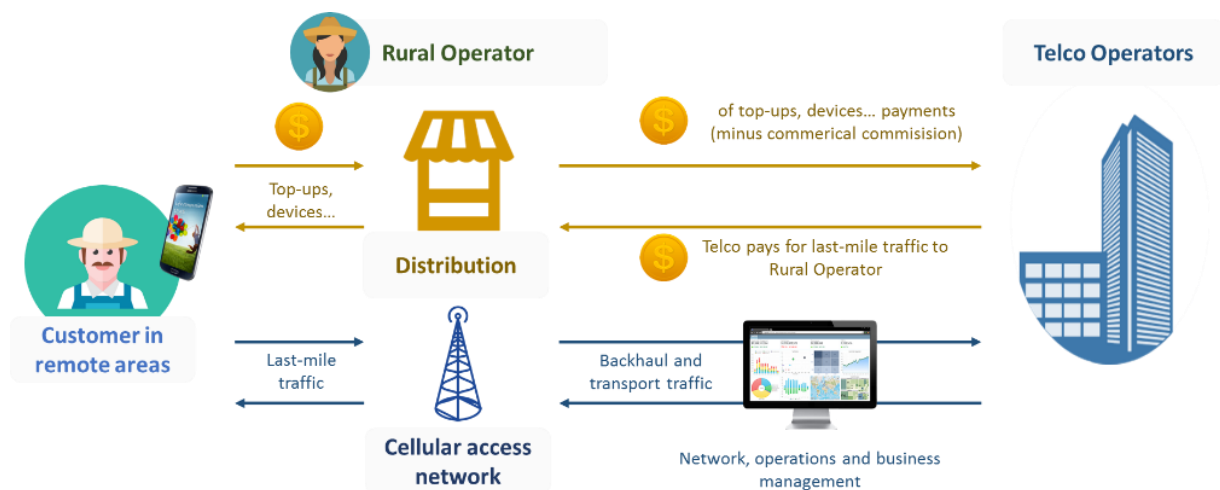 Rural Operator
Telco Operators
of top-ups, devices... payments
(minus commerical commisision)
Top-ups,
devices...
Distribution
Telco pays for last-mile traffic to
Rural Operator
Customer in
remote areas
Last-mile
traffic
Backhaul and
transport traffic
Cellular access
network
Network, operations and business
management